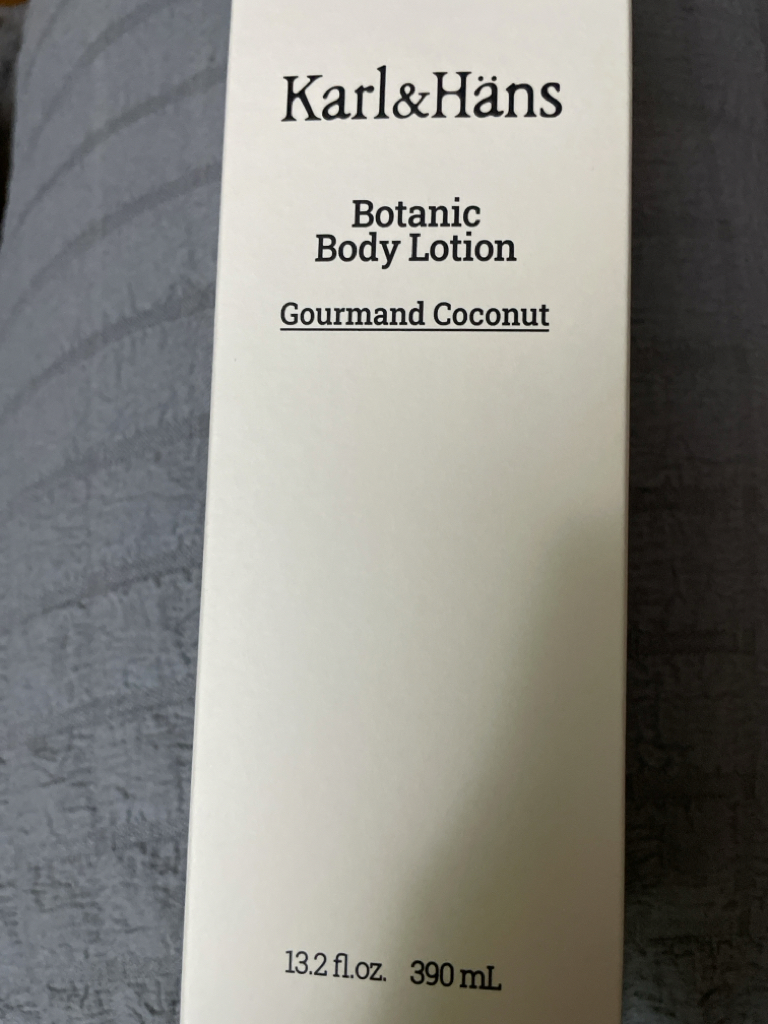 Karl&Häns
Botanic
Body Lotion
Gourmand Coconut
13.2 fl.oz. 390 mL